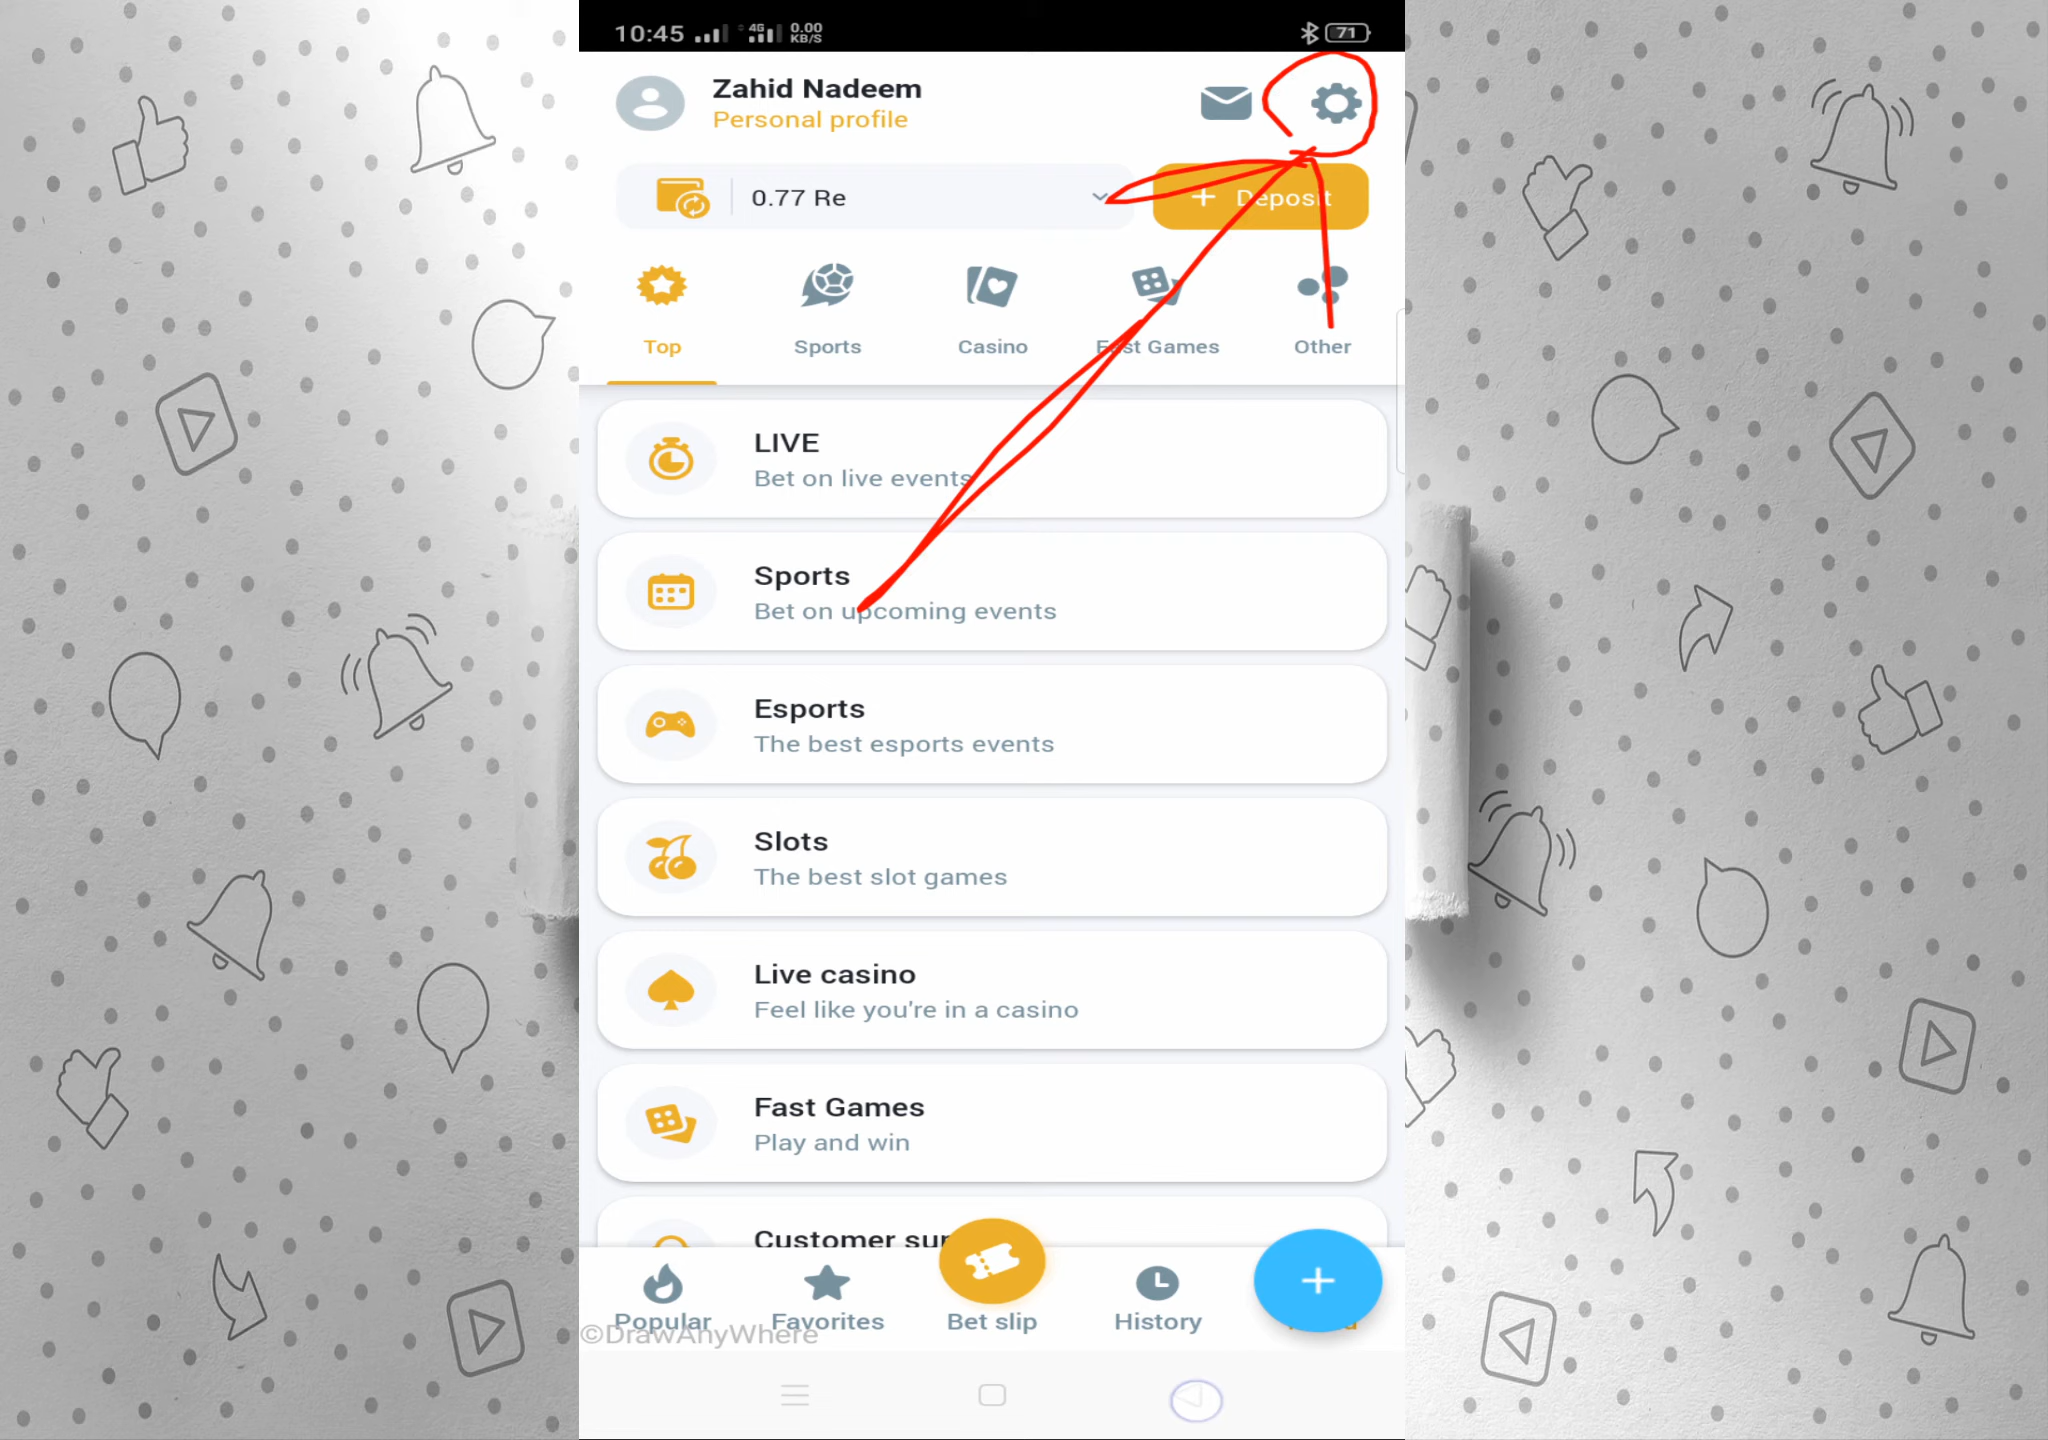 10:45 4G 0.00 KB/S 71
Zahid Nadeem
Personal profile
0.77 Re
+ Deposit
Top Sports Casino Fast Games Other
LIVE
Bet on live events
Sports
Bet on upcoming events
Esports
The best esports events
Slots
The best slot games
Live casino
Feel like you're in a casino
Fast Games
Play and win
Customer
Popular Favorites Bet slip History
©DrawAnyWhere